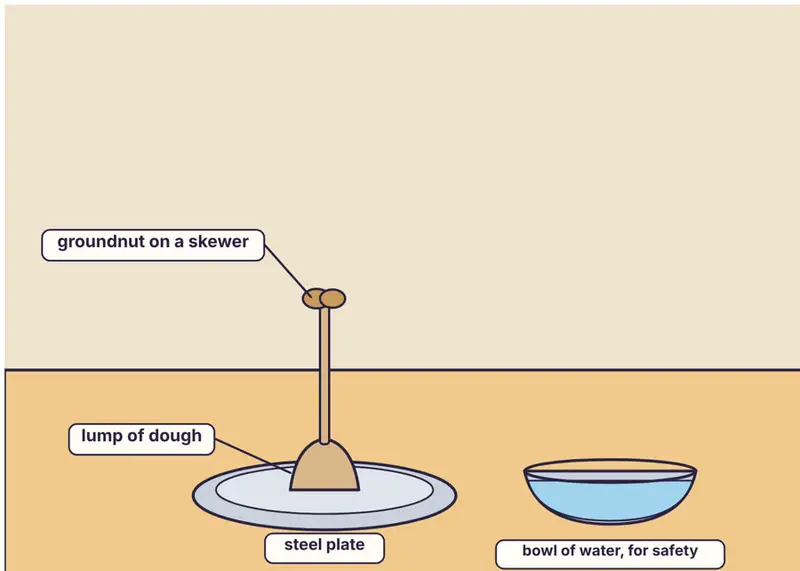 groundnut on a skewer
lump of dough
steel plate
bowl of water, for safety